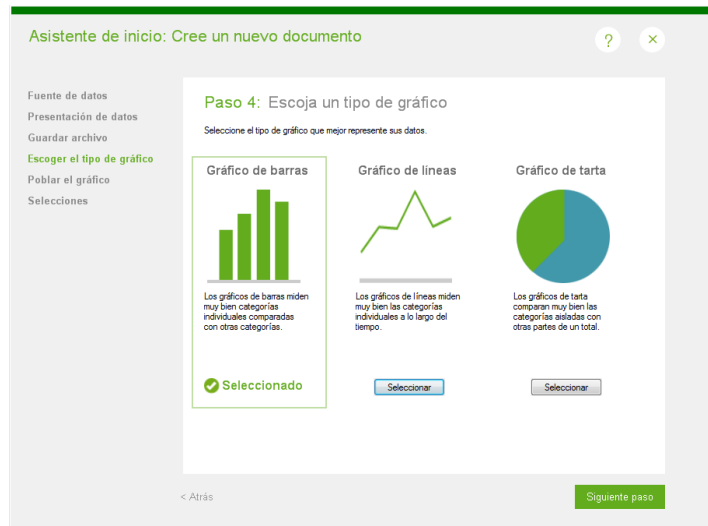 Asistente de inicio: Cree un nuevo documento
?
×
Fuente de datos
Presentación de datos
Guardar archivo
Escoger el tipo de gráfico
Poblar el gráfico
Selecciones
Paso 4: Escoja un tipo de gráfico
Seleccione el tipo de gráfico que mejor represente sus datos.
Gráfico de barras
Los gráficos de barras miden
muy bien categorías
individuales comparadas
con otras categorías.
Seleccionado
Gráfico de líneas
Los gráficos de líneas miden
muy bien las categorías
individuales a lo largo del
tiempo.
Seleccionar
Gráfico de tarta
Los gráficos de tarta
comparan muy bien las
categorías aisladas con
otras partes de un total.
Seleccionar
< Atrás
Siguiente paso